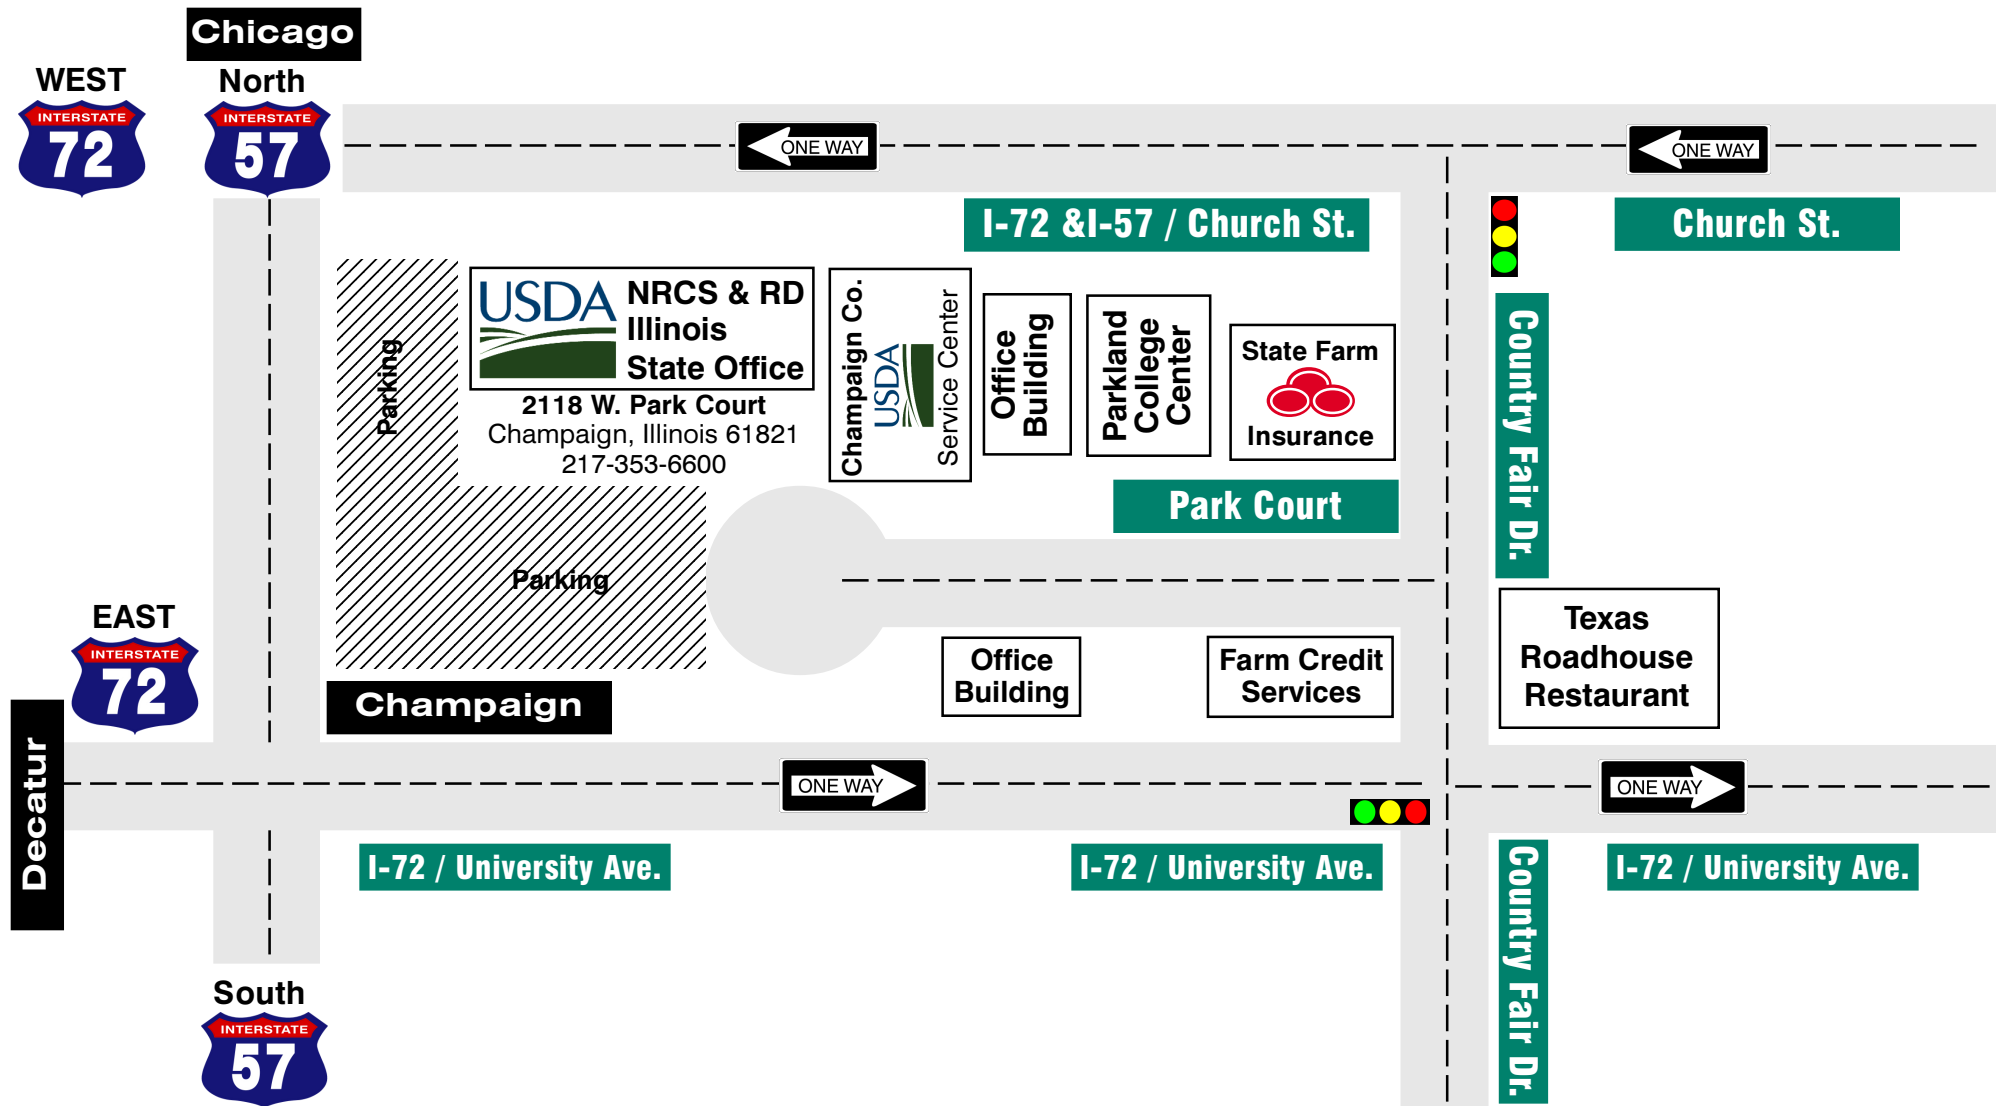 Chicago
WEST
INTERSTATE
72
North
INTERSTATE
57
ONE WAY
ONE WAY
I-72 &I-57 / Church St.
Church St.
Parking
USDA
NRCS & RD
Illinois
State Office
2118 W. Park Court
Champaign, Illinois 61821
217-353-6600
Champaign Co.
USDA
Service Center
Office
Building
Parkland
College
Center
State Farm
Insurance
Country Fair Dr.
Park Court
Parking
EAST
INTERSTATE
72
Champaign
Office
Building
Farm Credit
Services
Texas
Roadhouse
Restaurant
Decatur
ONE WAY
ONE WAY
I-72 / University Ave.
I-72 / University Ave.
I-72 / University Ave.
Country Fair Dr.
South
INTERSTATE
57